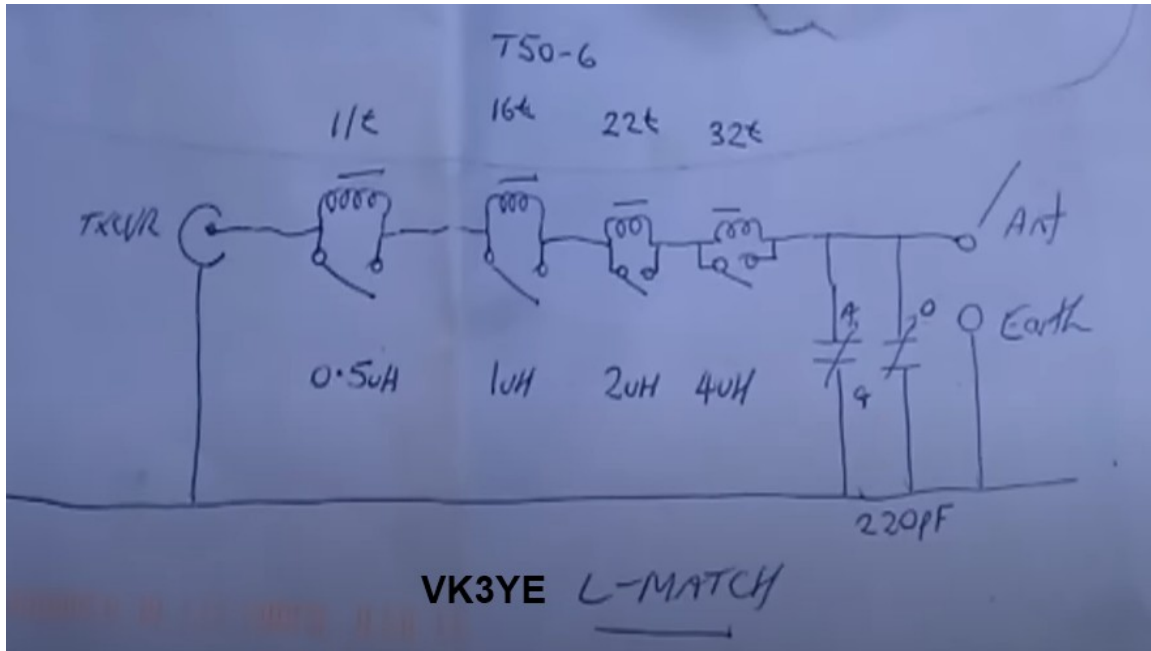 T50-6
11t 16t 22t 32t
TXCVR
Ant
Earth
0.5uH 1uH 2uH 4uH
220pF
VK3YE L-MATCH